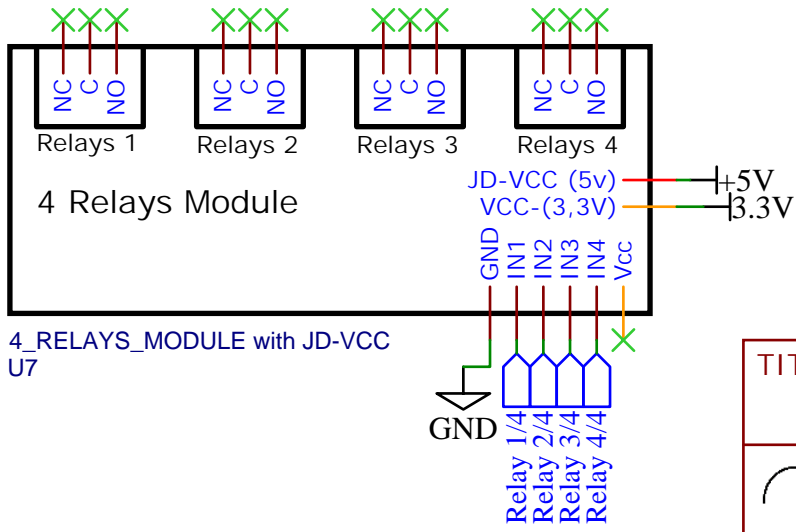 NC C NO
NC C NO
NC C NO
NC C NO
Relays 1
Relays 2
Relays 3
Relays 4
4 Relays Module
JD-VCC (5v)
+5V
VCC-(3,3V)
3.3V
GND
IN1
IN2
IN3
IN4
Vcc
4_RELAYS_MODULE with JD-VCC
U7
GND
Relay 1/4
Relay 2/4
Relay 3/4
Relay 4/4
TIT